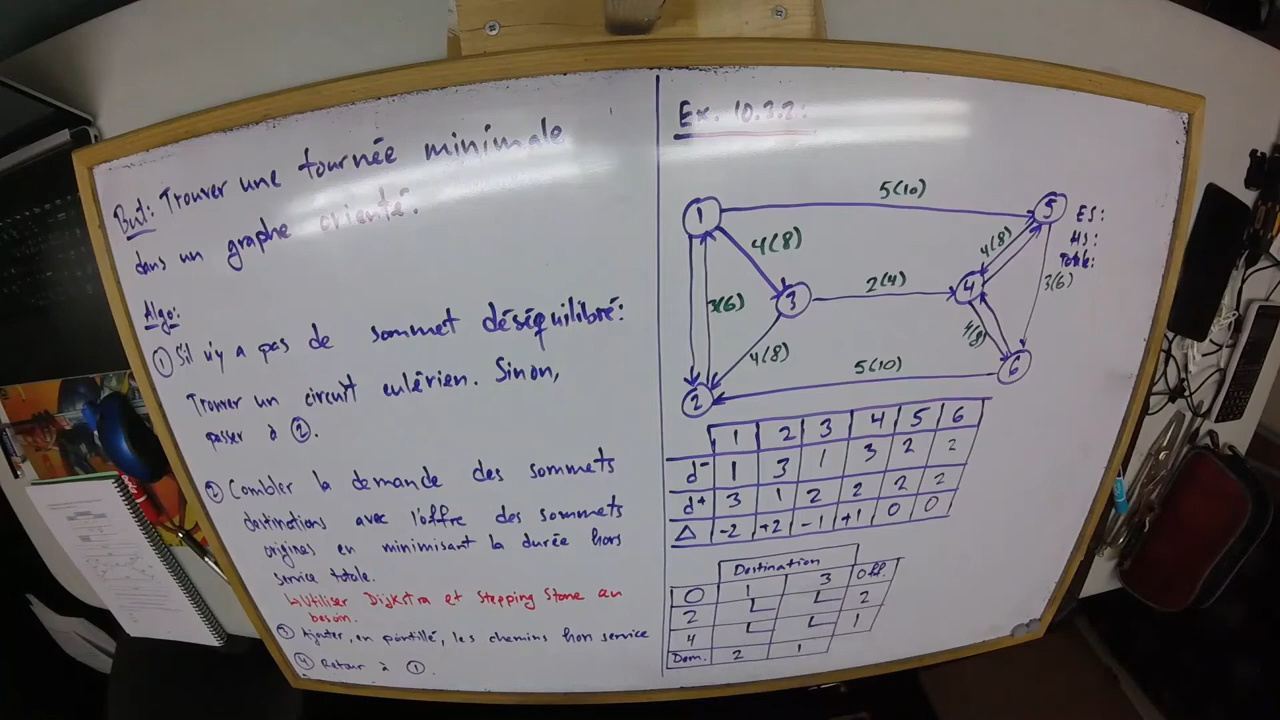 But: Trouver une tournée minimale
dans un graphe orienté.
Algo:
① S'il n'y a pas de sommet déséquilibré:
Trouver un circuit eulérien. Sinon,
passer à ②.
② Combler la demande des sommets
destinations avec l'offre des sommets
origines en minimisant la durée hors
service totale.
↳ Utiliser Dijkstra et Stepping Stone au
besoin.
③ Ajouter, en pointillé, les chemins hors service
④ Retour à ①.
Ex. 10.3.2:
5(10)
1
5
ES:
HS:
Totale:
4(8)
4(8)
3(6)
3
2(4)
4
3(6)
4(8)
4(8)
5(10)
2
6
1 2 3 4 5 6
d- 1 3 1 3 2 2
d+ 3 1 2 2 2 2
Δ -2 +2 -1 +1 0 0
Destination
O 1 3 Off.
2 2
4 1
Dem. 2 1